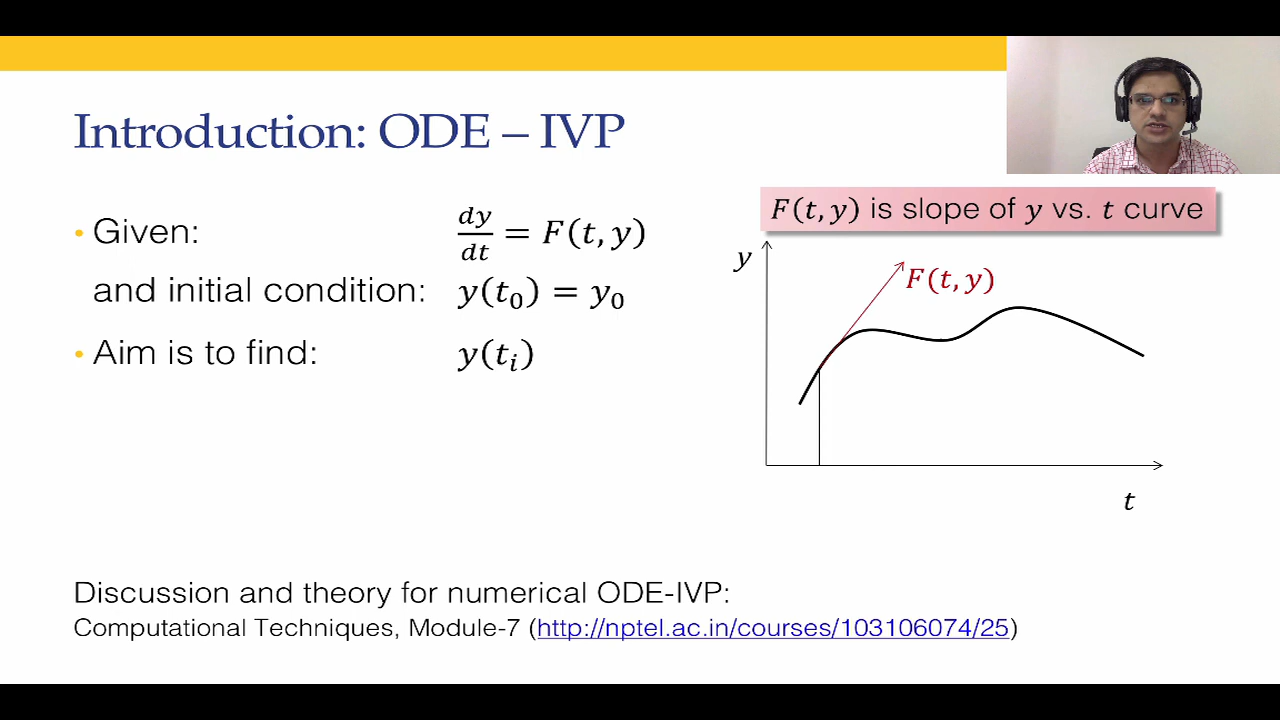 Introduction: ODE – IVP
• Given: dy/dt = F(t, y)
and initial condition: y(t₀) = y₀
• Aim is to find: y(tᵢ)
F(t, y) is slope of y vs. t curve
y
F(t, y)
t
Discussion and theory for numerical ODE-IVP:
Computational Techniques, Module-7 (http://nptel.ac.in/courses/103106074/25)